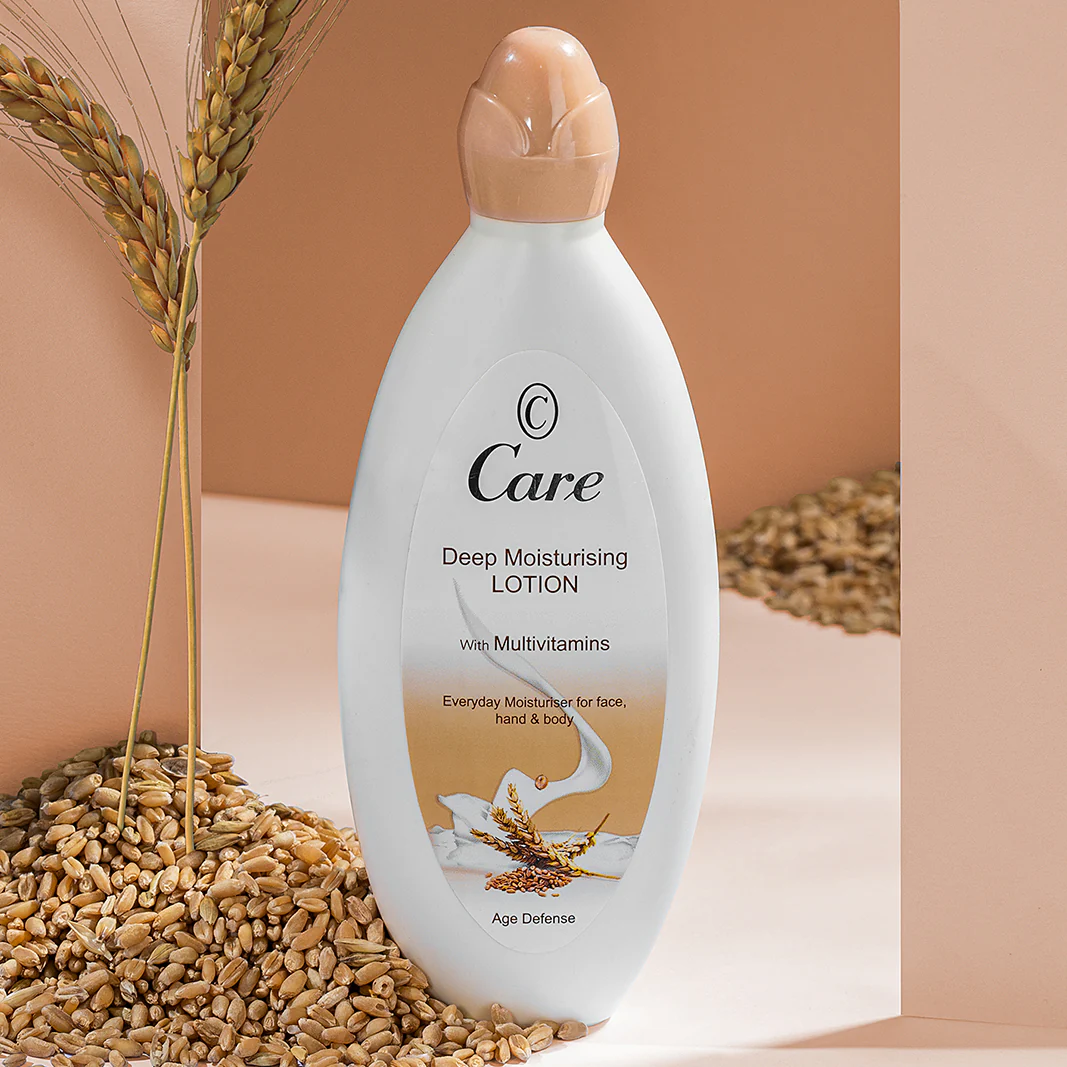 C
Care
Deep Moisturising
LOTION
With Multivitamins
Everyday Moisturiser for face,
hand & body
Age Defense